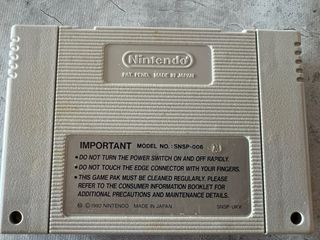 Nintendo
PAT. PEND. MADE IN JAPAN
IMPORTANT MODEL NO. : SNSP-006
• DO NOT TURN THE POWER SWITCH ON AND OFF RAPIDLY.
• DO NOT TOUCH THE EDGE CONNECTOR WITH YOUR FINGERS.
• THIS GAME PAK MUST BE CLEANED REGULARLY. PLEASE
REFER TO THE CONSUMER INFORMATION BOOKLET FOR
ADDITIONAL PRECAUTIONS AND MAINTENANCE DETAILS.
© 1992 NINTENDO MADE IN JAPAN SNSP-UKV